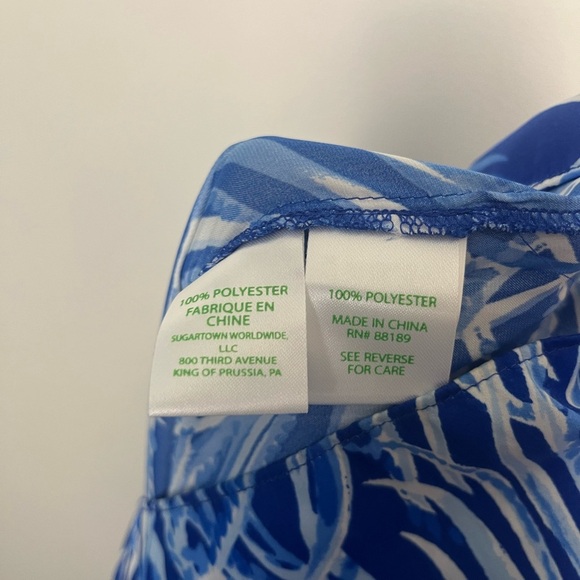 100% POLYESTER
FABRIQUE EN
CHINE
SUGARTOWN WORLDWIDE,
LLC
800 THIRD AVENUE
KING OF PRUSSIA, PA
100% POLYESTER
MADE IN CHINA
RN# 88189
SEE REVERSE
FOR CARE